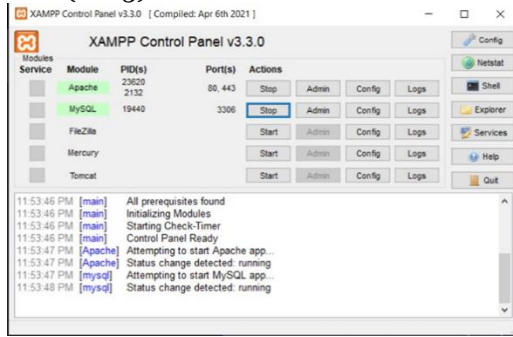 XAMPP Control Panel v3.3.0 [ Compiled: Apr 6th 2021 ]
XAMPP Control Panel v3.3.0
Config
Modules
Service Module PID(s) Port(s) Actions
Netstat
Apache 23620 2132 80, 443 Stop Admin Config Logs
Shell
MySQL 19440 3306 Stop Admin Config Logs
Explorer
FileZilla Start Admin Config Logs
Services
Mercury Start Admin Config Logs
Help
Tomcat Start Admin Config Logs
Quit
11:53:46 PM [main] All prerequisites found
11:53:46 PM [main] Initializing Modules
11:53:46 PM [main] Starting Check-Timer
11:53:46 PM [main] Control Panel Ready
11:53:47 PM [Apache] Attempting to start Apache app...
11:53:47 PM [Apache] Status change detected: running
11:53:47 PM [mysql] Attempting to start MySQL app...
11:53:48 PM [mysql] Status change detected: running